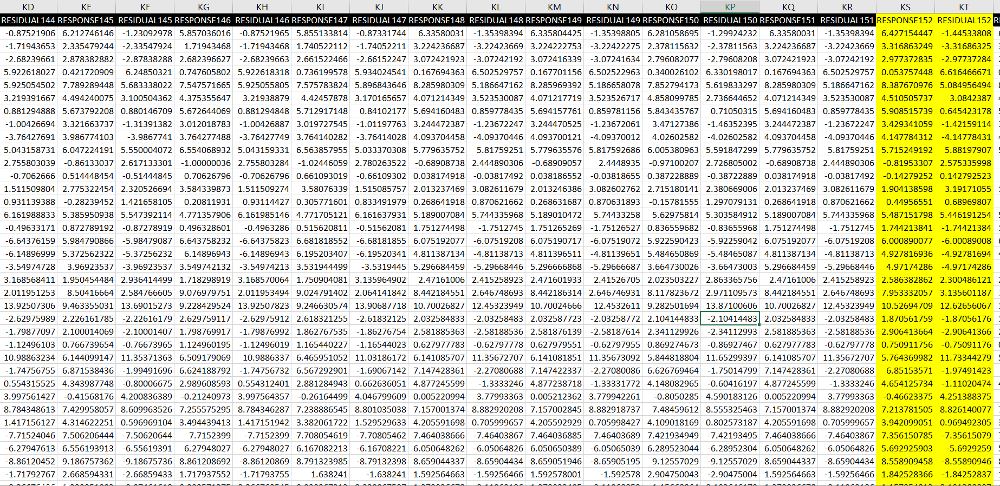 KD KE KF KG KH KI KJ KK KL KM KN KO KP KQ KR KS KT
RESIDUAL144 RESPONSE145 RESIDUAL145 RESPONSE146 RESIDUAL146 RESPONSE147 RESIDUAL147 RESPONSE148 RESIDUAL148 RESPONSE149 RESIDUAL149 RESPONSE150 RESIDUAL150 RESPONSE151 RESIDUAL151 RESPONSE152 RESIDUAL152
-0.87521906 6.212746146 -1.23092978 5.857036016 -0.87521965 5.855133814 -0.87331744 6.33580031 -1.35398394 6.335804425 -1.35398805 6.281058695 -1.29924232 6.33580031 -1.35398394 6.427154447 -1.44533808
-1.71943653 2.335479244 -2.33547924 1.71943468 -1.71943468 1.740522112 -1.74052211 3.224236687 -3.22423669 3.224222753 -3.22422275 2.378115632 -2.37811563 3.224236687 -3.22423669 3.316863249 -3.31686325
-2.68239661 2.878382882 -2.87838288 2.682396627 -2.68239663 2.661522466 -2.66152247 3.072421923 -3.07242192 3.072416339 -3.07241634 2.796082077 -2.79608208 3.072421923 -3.07242192 2.977372835 -2.97737284
5.922618027 0.421720909 6.24850321 0.747605802 5.922618318 0.736199578 5.934024541 0.167694363 6.502529757 0.167701156 6.502522963 0.340026102 6.330198017 0.167694363 6.502529757 0.053757448 6.616466671
5.925054502 7.789289448 5.683338022 7.547571665 5.925055805 7.575783824 5.896843646 8.285980309 5.186647162 8.285969392 5.186658078 7.852794173 5.619833297 8.285980309 5.186647162 8.387670976 5.084956494
3.219391667 4.494240075 3.100504362 4.375355647 3.21938879 4.42457878 3.170165657 4.071214349 3.523530087 4.071217719 3.523526717 4.858099785 2.736644652 4.071214349 3.523530087 4.510505737 3.0842387
0.881294888 5.673792208 0.880146709 5.672644069 0.881294848 5.712917148 0.84102177 5.694160483 0.859778435 5.694157761 0.859781156 5.843435767 0.71050315 5.694160483 0.859778435 5.908515739 0.645423178
-1.00426694 3.321663737 -1.31391382 3.012018783 -1.00426887 3.019727545 -1.01197763 3.244472387 -1.23672247 3.244470525 -1.23672061 3.47127386 -1.46352395 3.244472387 -1.23672247 3.429341059 -1.42159114
-3.76427691 3.986774103 -3.9867741 3.764277488 -3.76427749 3.764140282 -3.76414028 4.093704458 -4.09370446 4.093700121 -4.09370012 4.02602582 -4.02602582 4.093704458 -4.09370446 4.147784312 -4.14778431
5.043158731 6.047224191 5.550004072 6.554068932 5.043159331 6.563857955 5.033370308 5.779635752 5.81759251 5.779635576 5.817592686 6.005380963 5.591847299 5.779635752 5.81759251 5.715249192 5.88197907
2.755803039 -0.86133037 2.617133301 -1.00000036 2.755803284 -1.02446059 2.780263522 -0.68908738 2.444890306 -0.68909057 2.4448935 -0.97100207 2.726805002 -0.68908738 2.444890306 -0.81953307 2.575335998
-0.7062666 0.514448454 -0.51444845 0.70626796 -0.70626796 0.661093019 -0.66109302 0.038174918 -0.03817492 0.038186552 -0.03818655 0.387228889 -0.38722889 0.038174918 -0.03817492 -0.14279252 0.142792523
1.511509804 2.775322454 2.320526694 3.584339873 1.511509274 3.58076339 1.515085757 2.013237469 3.082611679 2.013246386 3.082602762 2.715180141 2.380669006 2.013237469 3.082611679 1.904138598 3.19171055
0.931139388 -0.28239452 1.421658105 0.20811931 0.93114427 0.305771601 0.833491979 0.268641918 0.870621662 0.268631687 0.870631893 -0.15781555 1.297079131 0.268641918 0.870621662 0.44956551 0.68969807
6.161988833 5.385950938 5.547392114 4.771357906 6.161985146 4.771705121 6.161637931 5.189007084 5.744335968 5.189010472 5.74433258 5.62975814 5.303584912 5.189007084 5.744335968 5.487151798 5.446191254
-0.49633171 0.872789192 -0.87278919 0.496328601 -0.4963286 0.515620811 -0.51562081 1.751274498 -1.7512745 1.751265269 -1.75126527 0.836559682 -0.83655968 1.751274498 -1.7512745 1.744213841 -1.74421384
-6.64376159 5.984790866 -5.98479087 6.643758232 -6.64375823 6.681818552 -6.68181855 6.075192077 -6.07519208 6.075190717 -6.07519072 5.922590423 -5.92259042 6.075192077 -6.07519208 6.000890077 -6.00089008
-6.14896999 5.372562322 -5.37256232 6.14896943 -6.14896943 6.195203407 -6.19520341 4.811387134 -4.81138713 4.811396511 -4.81139651 5.484650869 -5.48465087 4.811387134 -4.81138713 4.927816936 -4.92781694
-3.54974728 3.96923537 -3.96923537 3.549742132 -3.54974213 3.531944499 -3.5319445 5.296684459 -5.29668446 5.296666868 -5.29666687 3.664730026 -3.66473003 5.296684459 -5.29668446 4.97174286 -4.97174286
3.168568411 1.950454484 2.936414499 1.718298919 3.168570064 1.750904081 3.135964902 2.47161006 2.415258923 2.471601933 2.41526705 2.023503227 2.863365756 2.47161006 2.415258923 2.586382862 2.300486121
2.011951253 8.50416664 2.584766605 9.076979751 2.011953494 9.024791402 2.064141842 8.442184551 2.646748693 8.442186314 2.646746931 8.117823672 2.971109573 8.442184551 2.646748693 7.953332057 3.135601187
13.92507306 9.463355031 13.69015273 9.228429524 13.92507823 9.246630574 13.90687718 10.70026827 12.45323949 10.70024666 12.4532611 9.282501694 13.87100606 10.70026827 12.45323949 10.52694709 12.62656067
-2.62975989 2.226161785 -2.22616179 2.629759117 -2.62975912 2.618321255 -2.61832125 2.032584833 -2.03258483 2.032587723 -2.03258772 2.104144833 -2.10414483 2.032584833 -2.03258483 1.870561759 -1.87056176
-1.79877097 2.100014069 -2.10001407 1.798769917 -1.79876992 1.862767535 -1.86276754 2.581885363 -2.58188536 2.581876139 -2.58187614 2.341129926 -2.34112993 2.581885363 -2.58188536 2.906413664 -2.90641366
-1.12496103 0.766739654 -0.76673965 1.124960195 -1.12496019 1.165440227 -1.16544023 0.627977783 -0.62797778 0.627979551 -0.62797955 0.869274673 -0.86927467 0.627977783 -0.62797778 0.750911756 -0.75091176
10.98863234 6.144099147 11.35371363 6.509179069 10.9886337 6.465951052 11.03186172 6.141085707 11.35672707 6.141081851 11.35673092 5.844818804 11.65299397 6.141085707 11.35672707 5.764369982 11.73344279
-1.74756755 6.871538436 -1.99491696 6.624188792 -1.74756732 6.567292901 -1.69067142 7.147428361 -2.27080688 7.147422337 -2.27080086 6.626769464 -1.75014799 7.147428361 -2.27080688 6.85153571 -1.97491423
0.554315525 4.343987748 -0.80006675 2.989608593 0.554312401 2.881284943 0.662636051 4.877245599 -1.3333246 4.877238718 -1.33331772 4.148082965 -0.60416197 4.877245599 -1.3333246 4.654125734 -1.11020474
3.997561427 -0.41568176 4.200836389 -0.21240973 3.997564357 -0.26164499 4.046799609 0.005220994 3.77993363 0.005212362 3.779942261 -0.8050285 4.590183126 0.005220994 3.77993363 -0.46623375 4.251388375
8.784348613 7.429958057 8.609963526 7.255575295 8.784346287 7.238886545 8.801035038 7.157001374 8.882920208 7.157002845 8.882918737 7.48459612 8.555325463 7.157001374 8.882920208 7.213781505 8.826140077
1.417156127 4.314622251 0.596969104 3.494439413 1.417151942 3.382061722 1.529529633 4.205591698 0.705999657 4.205592929 0.705998427 4.109018169 0.802573187 4.205591698 0.705999657 3.942099051 0.969492305
-7.71524046 7.506206444 -7.50620644 7.7152399 -7.7152399 7.708054619 -7.70805462 7.464038666 -7.46403867 7.464036885 -7.46403689 7.421934949 -7.42193495 7.464038666 -7.46403867 7.356150785 -7.35615079
-6.27947613 6.556193913 -6.55619391 6.27948027 -6.27948027 6.167082213 -6.16708221 6.050648262 -6.05064826 6.050650389 -6.05065039 6.289523044 -6.28952304 6.050648262 -6.05064826 5.692925903 -5.6929259
-8.86120452 9.186757362 -9.18675736 8.861208692 -8.86120869 8.791323985 -8.79132398 8.659044337 -8.65904434 8.659051946 -8.65905195 9.12557029 -9.12557029 8.659044337 -8.65904434 8.558909458 -8.55890946
-1.71792767 2.668594331 -2.66859433 1.717937552 -1.71793755 1.638241 -1.638241 1.592564663 -1.59256466 1.592578001 -1.592578 2.904750043 -2.90475004 1.592564663 -1.59256466 1.842528366 -1.84252837